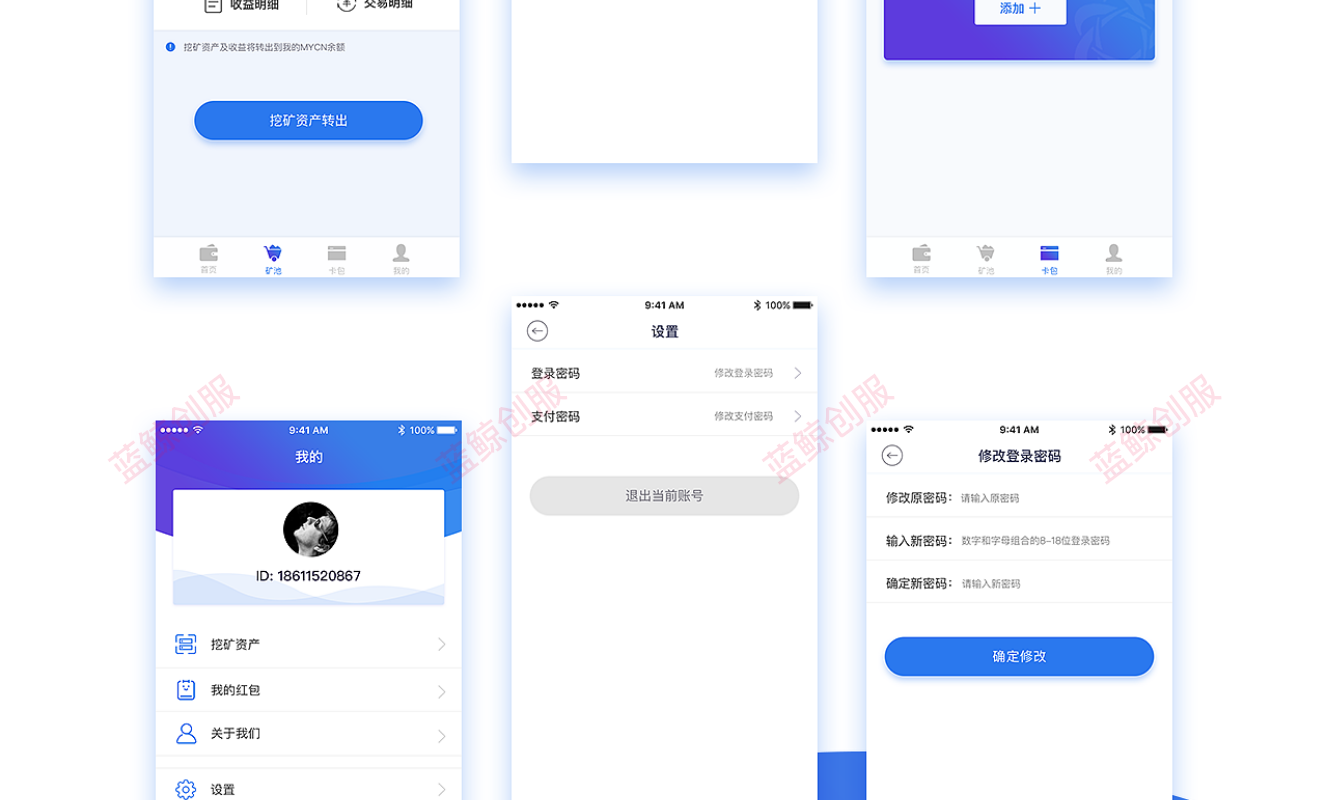 收益明细
交易明细
挖矿资产及收益将转出到我的MYCN余额
挖矿资产转出
首页
矿池
卡包
我的
添加
首页
矿池
卡包
我的
9:41 AM
100%
设置
登录密码
修改登录密码
支付密码
修改支付密码
退出当前账号
9:41 AM
100%
我的
ID: 18611520867
挖矿资产
我的红包
关于我们
设置
9:41 AM
100%
修改登录密码
修改原密码：
请输入原密码
输入新密码：
数字和字母组合的8-18位登录密码
确定新密码：
请输入新密码
确定修改
蓝鲸创服
蓝鲸创服
蓝鲸创服
蓝鲸创服